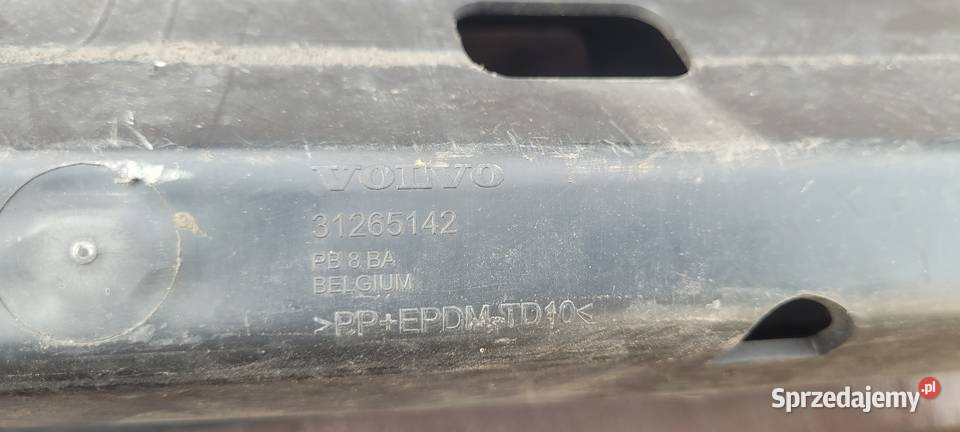 VOLVO
31265142
PB 8.BA
BELGIUM
>PP+EPDM-TD10<
Sprzedajemy.pl